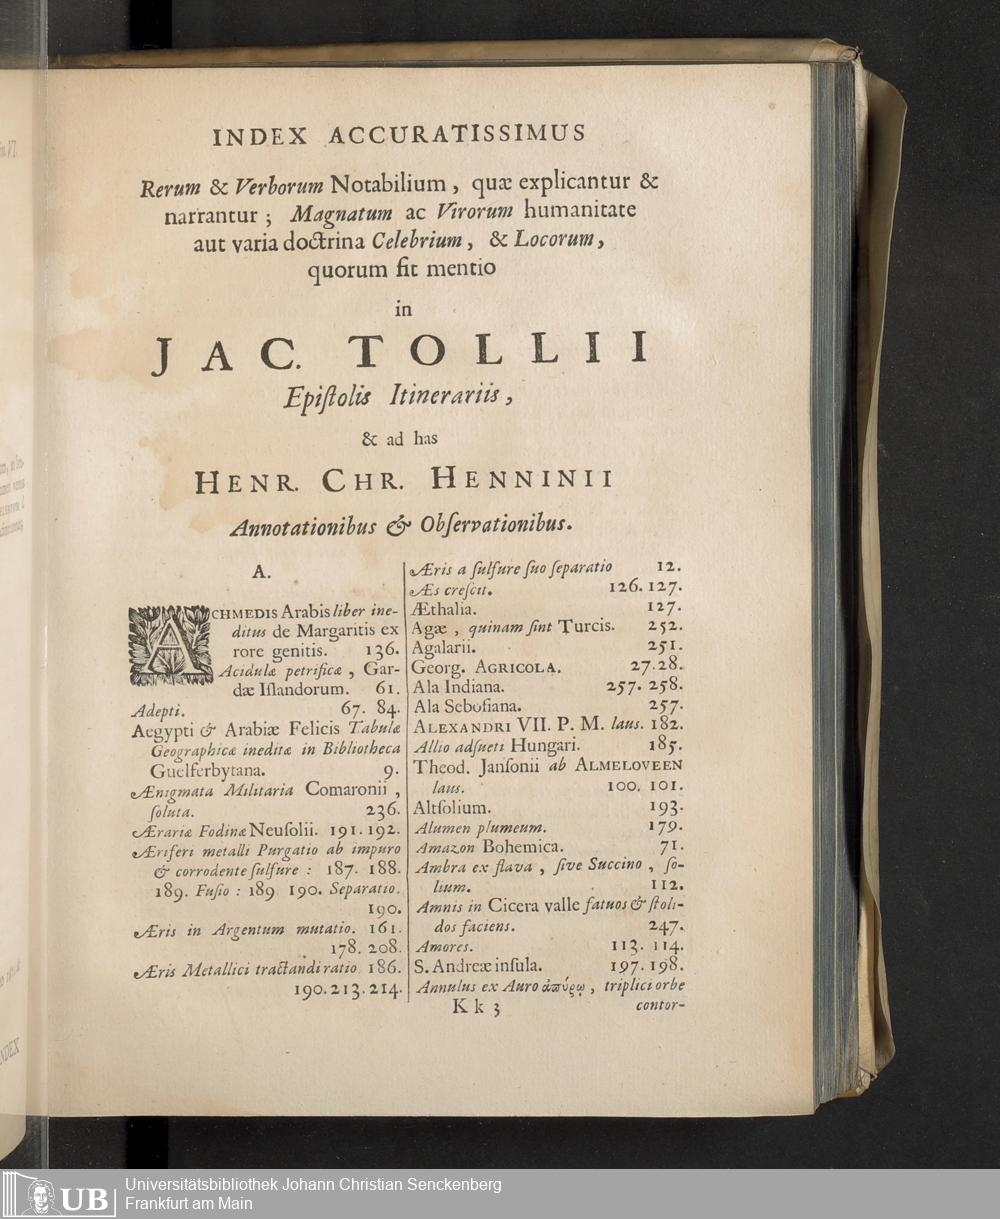 INDEX ACCURATISSIMUS
Rerum & Verborum Notabilium, quæ explicantur &
narrantur; Magnatum ac Virorum humanitate
aut varia doctrina Celebrium, & Locorum,
quorum fit mentio
in
JAC. TOLLII
Epiſtolis Itinerariis,
& ad has
HENR. CHR. HENNINII
Annotationibus & Obſervationibus.
A.
ACHMEDIS Arabis liber ine-
ditus de Margaritis ex
rore genitis. 136.
Acidulæ petrificæ, Gar-
dæ Iſlandorum. 61.
Adepti. 67. 84.
Aegypti & Arabiæ Felicis Tabulæ
Geographicæ ineditæ in Bibliotheca
Guelferbytana. 9.
Ænigmata Militaria Comaronii,
ſoluta. 236.
Ærariæ Fodinæ Neuſolii. 191. 192.
Æriferi metalli Purgatio ab impuro
& corrodente ſulfure: 187. 188.
189. Fuſio: 189. 190. Separatio.
190.
Æris in Argentum mutatio. 161.
178. 208.
Æris Metallici tractandi ratio. 186.
190. 213. 214.
Æris a ſulfure ſuo ſeparatio 12.
Æs creſcit. 126. 127.
Æthalia. 127.
Agæ, quinam ſint Turcis. 252.
Agalarii. 251.
Georg. AGRICOLA. 27. 28.
Ala Indiana. 257. 258.
Ala Seboſiana. 257.
ALEXANDRI VII. P. M. laus. 182.
Allio adſueti Hungari. 185.
Theod. Janſonii ab ALMELOVEEN
laus. 100. 101.
Altſolium. 193.
Alumen plumeum. 179.
Amazon Bohemica. 71.
Ambra ex flava, ſive Succino, ſo-
lium. 112.
Amnis in Cicera valle fatuos & ſtoli-
dos faciens. 247.
Amores. 113. 114.
S. Andreæ inſula. 197. 198.
Annulus ex Auro ἀπύρῳ, triplici orbe
Kk 3 contor-
Universitätsbibliothek Johann Christian Senckenberg
UB Frankfurt am Main